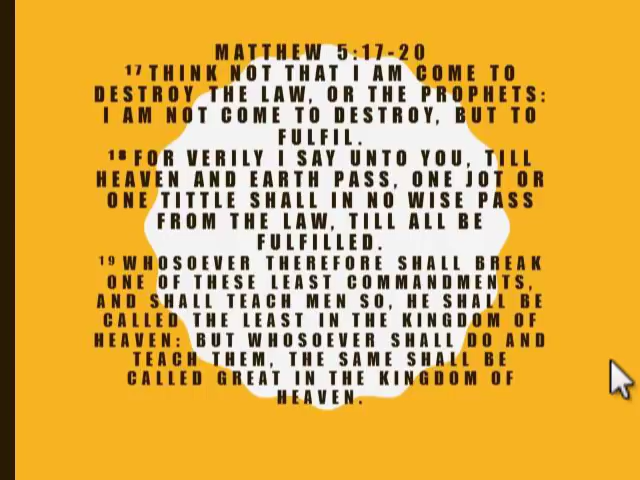 MATTHEW 5:17-20
17 THINK NOT THAT I AM COME TO
DESTROY THE LAW, OR THE PROPHETS:
I AM NOT COME TO DESTROY, BUT TO
FULFIL.
18 FOR VERILY I SAY UNTO YOU, TILL
HEAVEN AND EARTH PASS, ONE JOT OR
ONE TITTLE SHALL IN NO WISE PASS
FROM THE LAW, TILL ALL BE
FULFILLED.
19 WHOSOEVER THEREFORE SHALL BREAK
ONE OF THESE LEAST COMMANDMENTS,
AND SHALL TEACH MEN SO, HE SHALL BE
CALLED THE LEAST IN THE KINGDOM OF
HEAVEN: BUT WHOSOEVER SHALL DO AND
TEACH THEM, THE SAME SHALL BE
CALLED GREAT IN THE KINGDOM OF
HEAVEN.